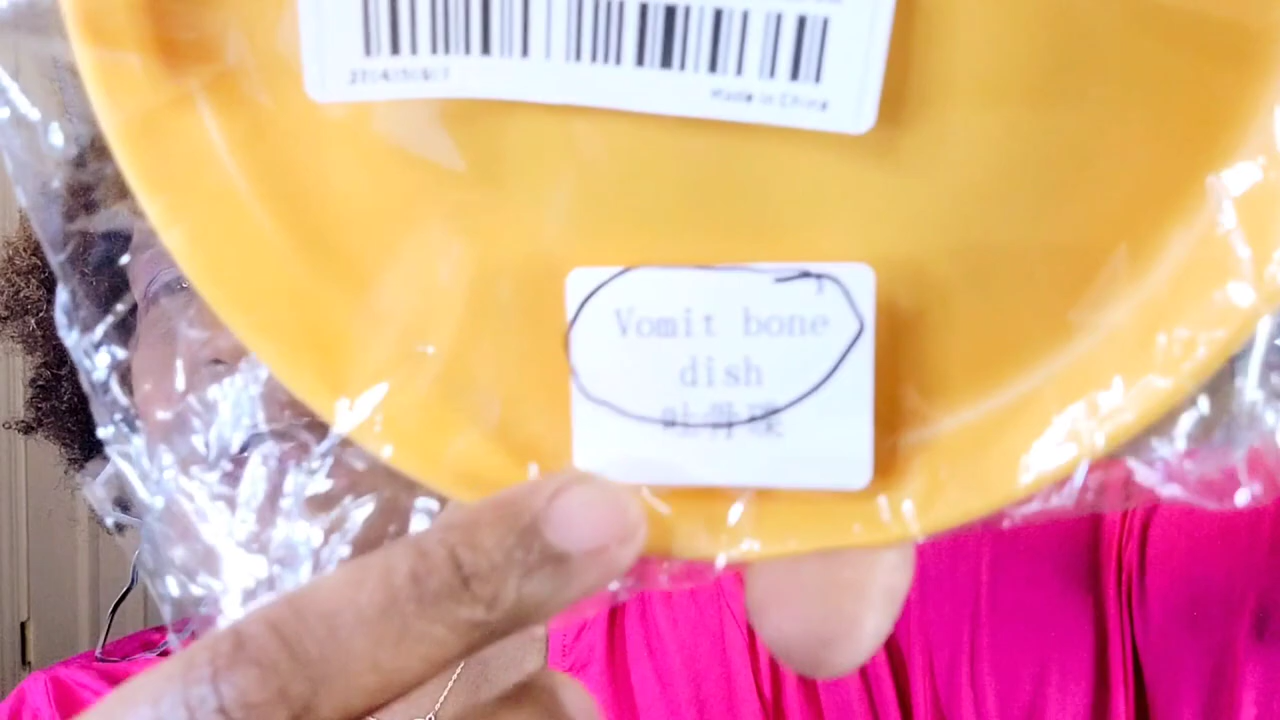 Made in China
Vomit bone
dish
吐骨碟